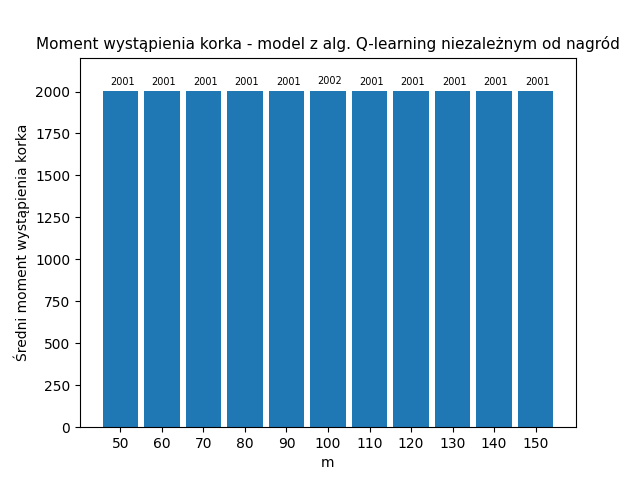 Moment wystąpienia korka - model z alg. Q-learning niezależnym od nagród
2001 2001 2001 2001 2001 2002 2001 2001 2001 2001 2001
2000
1750
1500
1250
1000
750
500
250
0
Średni moment wystąpienia korka
50 60 70 80 90 100 110 120 130 140 150
m